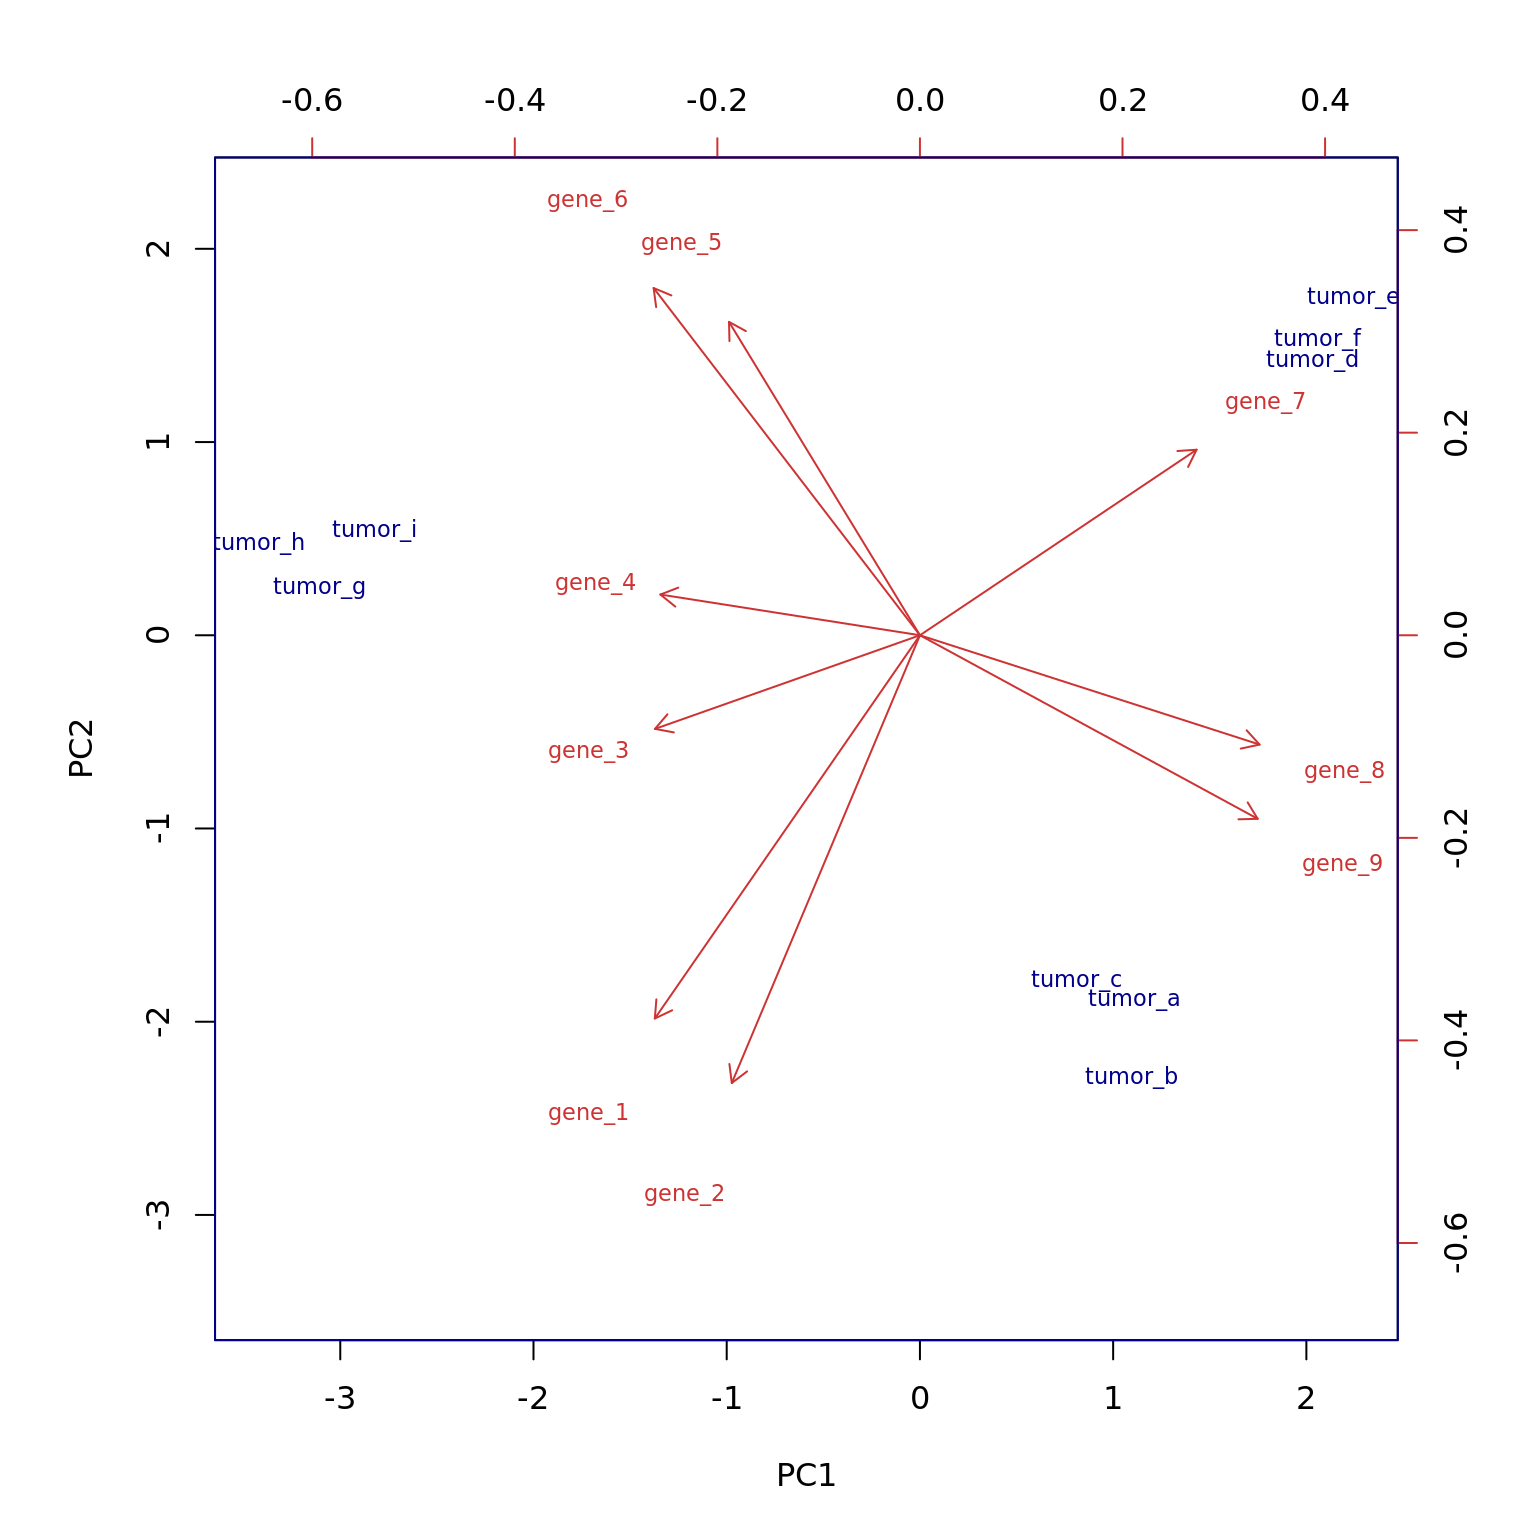 -0.6 -0.4 -0.2 0.0 0.2 0.4
gene_6
gene_5
tumor_e
tumor_f
tumor_d
gene_7
tumor_i
tumor_h
tumor_g
gene_4
gene_3
gene_8
gene_9
tumor_c
tumor_a
tumor_b
gene_1
gene_2
2
1
0
-1
-2
-3
PC2
0.4
0.2
0.0
-0.2
-0.4
-0.6
-3 -2 -1 0 1 2
PC1